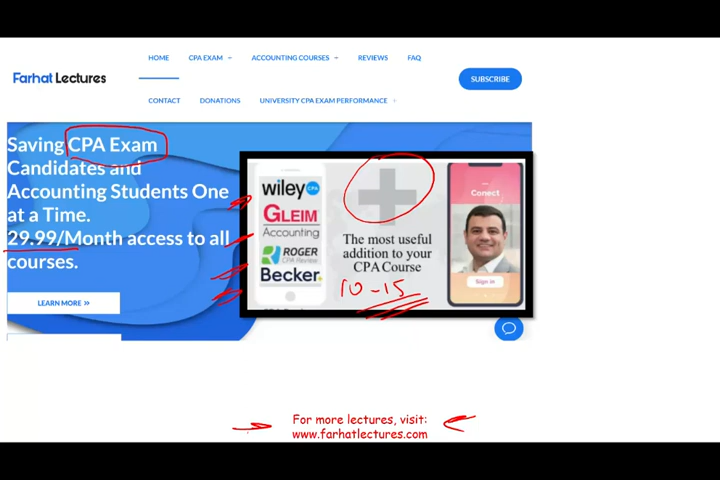 HOME
CPA EXAM
ACCOUNTING COURSES
REVIEWS
FAQ
Farhat Lectures
SUBSCRIBE
CONTACT
DONATIONS
UNIVERSITY CPA EXAM PERFORMANCE
Saving CPA Exam
Candidates and
Accounting Students One
at a Time.
29.99/Month access to all
courses.
LEARN MORE »
wiley CPA
GLEIM
Accounting
ROGER
CPA Review
Becker.
The most useful
addition to your
CPA Course
10-15
Conect
Sign in
For more lectures, visit:
www.farhatlectures.com